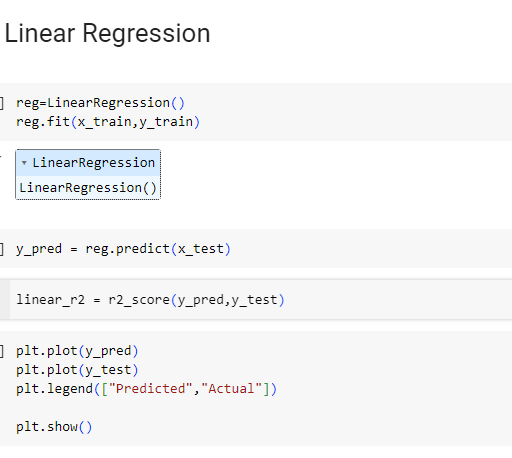 Linear Regression
] reg=LinearRegression()
reg.fit(x_train,y_train)
▾ LinearRegression
LinearRegression()
] y_pred = reg.predict(x_test)
linear_r2 = r2_score(y_pred,y_test)
] plt.plot(y_pred)
plt.plot(y_test)
plt.legend(["Predicted","Actual"])
plt.show()